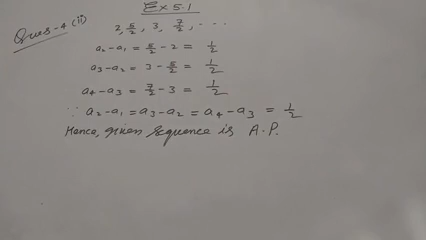 Ex 5.1
Ques-4(ii) 2, 5/2, 3, 7/2, - - -
a₂-a₁ = 5/2 - 2 = 1/2
a₃-a₂ = 3 - 5/2 = 1/2
a₄-a₃ = 7/2 - 3 = 1/2
∵ a₂-a₁ = a₃-a₂ = a₄-a₃ = 1/2
Hence, given sequence is A.P.